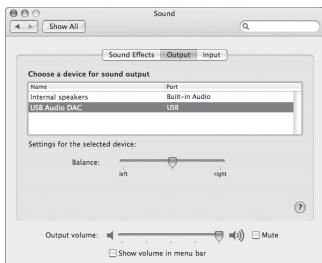 Sound
Show All
Sound Effects Output Input
Choose a device for sound output
Name Port
Internal speakers Built-in Audio
USB Audio DAC USB
Settings for the selected device:
Balance:
left right
?
Output volume: Mute
Show volume in menu bar